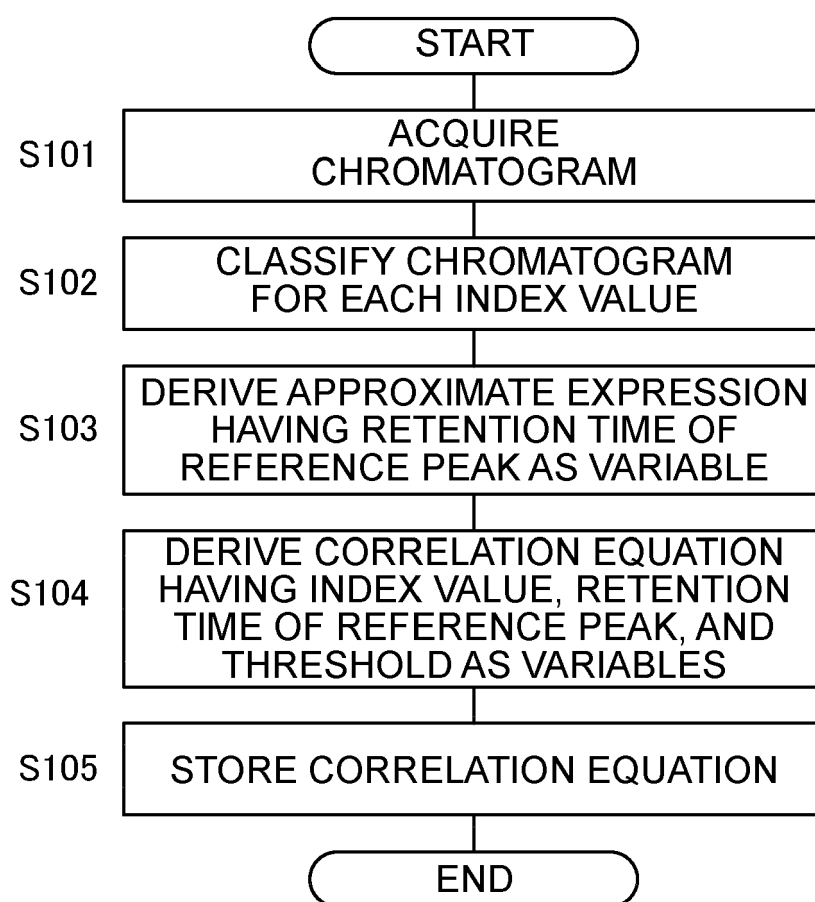 START
S101
ACQUIRE
CHROMATOGRAM
S102
CLASSIFY CHROMATOGRAM
FOR EACH INDEX VALUE
S103
DERIVE APPROXIMATE EXPRESSION
HAVING RETENTION TIME OF
REFERENCE PEAK AS VARIABLE
S104
DERIVE CORRELATION EQUATION
HAVING INDEX VALUE, RETENTION
TIME OF REFERENCE PEAK, AND
THRESHOLD AS VARIABLES
S105
STORE CORRELATION EQUATION
END